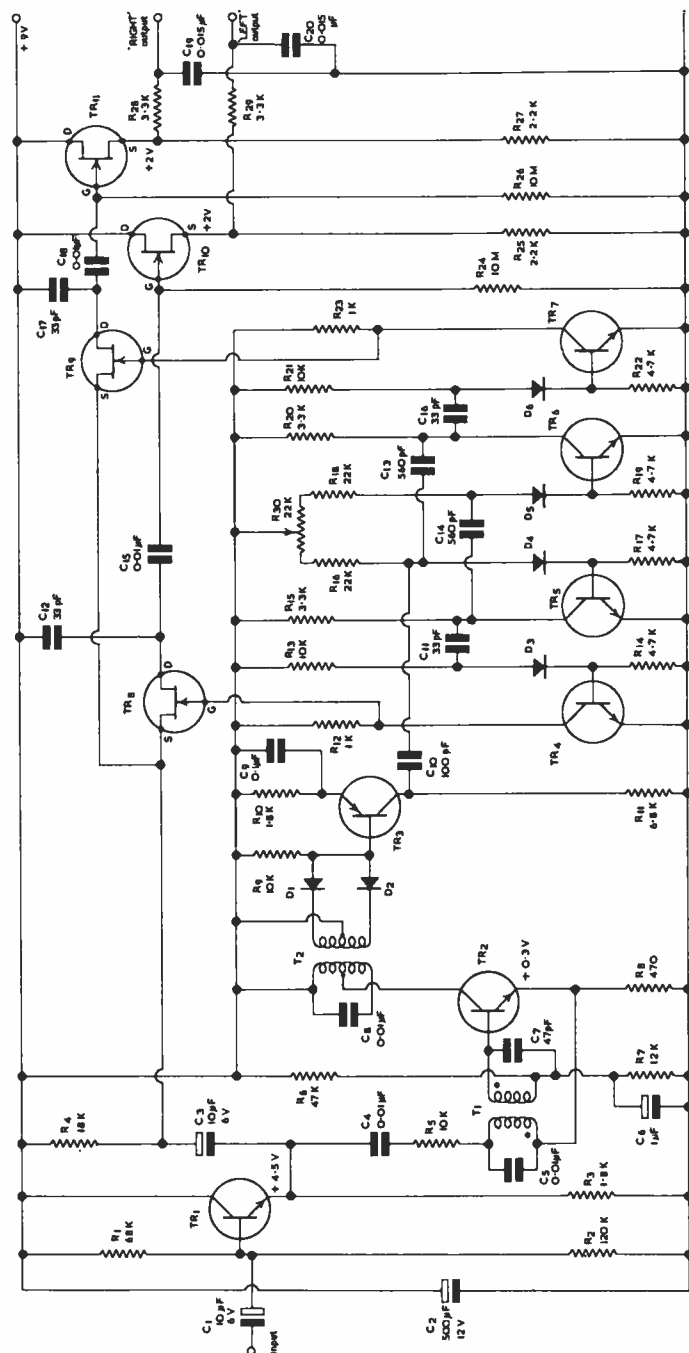 input
C1
10µF
6V
C2
500µF
12V
R1
68K
R2
120K
TR1
+ 4·5V
R4
18K
C3
10µF
6V
C4
0·01µF
R5
10K
C5
0·01µF
R3
1·8K
T1
R6
47K
C6
1µF
R7
12K
C7
47pF
TR2
+ 0·3V
R8
470
C8
0·01µF
T2
R9
10K
D1
D2
R10
1·8K
C9
0·1µF
TR3
R11
6·8K
C10
100pF
R12
1K
TR8
S
D
G
TR4
R13
10K
C11
33pF
D3
R14
4·7K
C12
33pF
R15
3·3K
TR5
R16
22K
R30
22K
R18
22K
C13
560pF
C14
560pF
D4
R17
4·7K
D5
R19
4·7K
C15
0·01µF
TR6
R20
3·3K
C16
33pF
R21
10K
D6
R22
4·7K
TR7
R23
1K
TR9
S
D
G
C17
33pF
C18
0·01µF
R24
10M
TR10
G
D
S
+2V
R25
2·2K
R26
10M
TR11
G
D
S
+2V
R27
2·2K
R28
3·3K
R29
3·3K
C19
0·015µF
C20
0·015
µF
+ 9V
"RIGHT"
output
"LEFT"
output